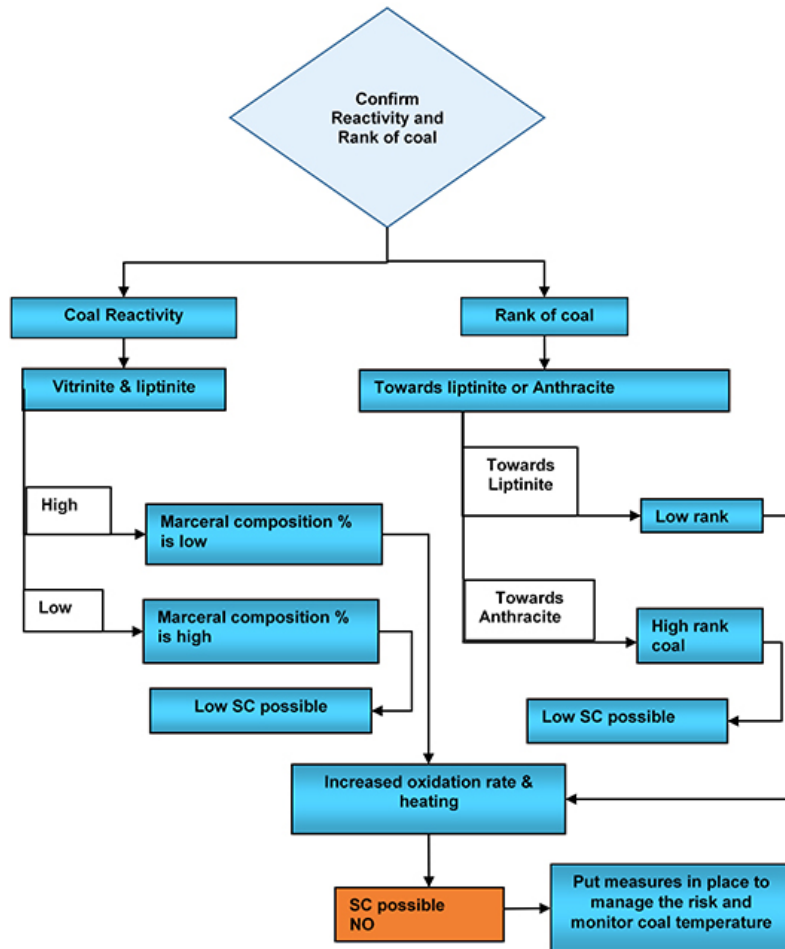 Confirm
Reactivity and
Rank of coal
Coal Reactivity
Rank of coal
Vitrinite & liptinite
Towards liptinite or Anthracite
High
Marceral composition %
is low
Towards
Liptinite
Low rank
Low
Marceral composition %
is high
Towards
Anthracite
High rank
coal
Low SC possible
Low SC possible
Increased oxidation rate &
heating
SC possible
NO
Put measures in place to
manage the risk and
monitor coal temperature